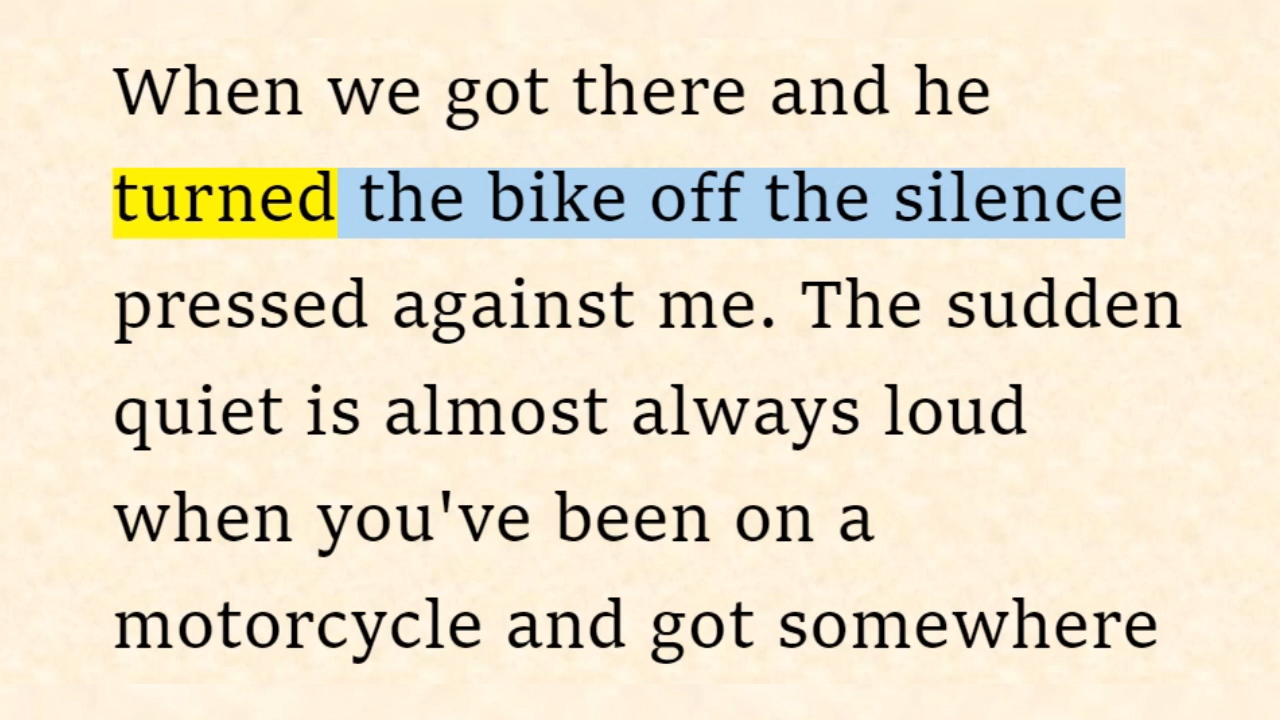 When we got there and he
turned the bike off the silence
pressed against me. The sudden
quiet is almost always loud
when you've been on a
motorcycle and got somewhere